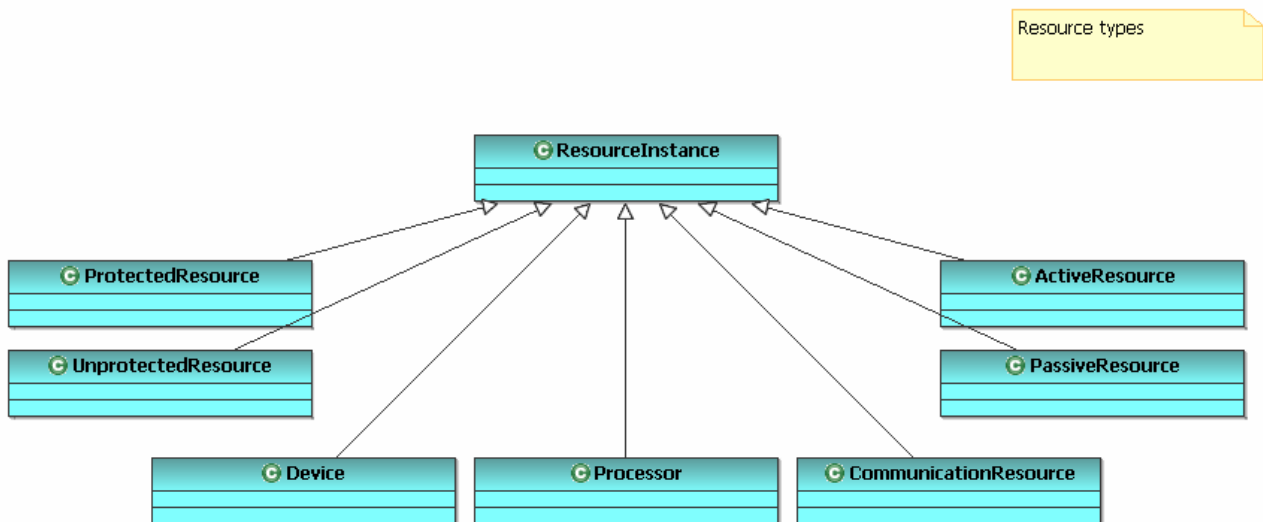 Resource types
ResourceInstance
ProtectedResource
ActiveResource
UnprotectedResource
PassiveResource
Device
Processor
CommunicationResource